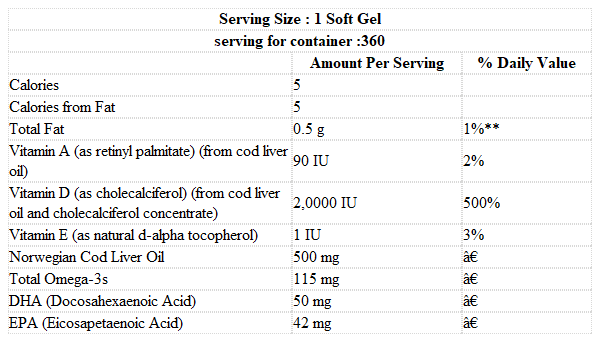 Serving Size : 1 Soft Gel
serving for container :360
Amount Per Serving % Daily Value
Calories 5
Calories from Fat 5
Total Fat 0.5 g 1%**
Vitamin A (as retinyl palmitate) (from cod liver
oil) 90 IU 2%
Vitamin D (as cholecalciferol) (from cod liver
oil and cholecalciferol concentrate) 2,0000 IU 500%
Vitamin E (as natural d-alpha tocopherol) 1 IU 3%
Norwegian Cod Liver Oil 500 mg â€
Total Omega-3s 115 mg â€
DHA (Docosahexaenoic Acid) 50 mg â€
EPA (Eicosapetaenoic Acid) 42 mg â€